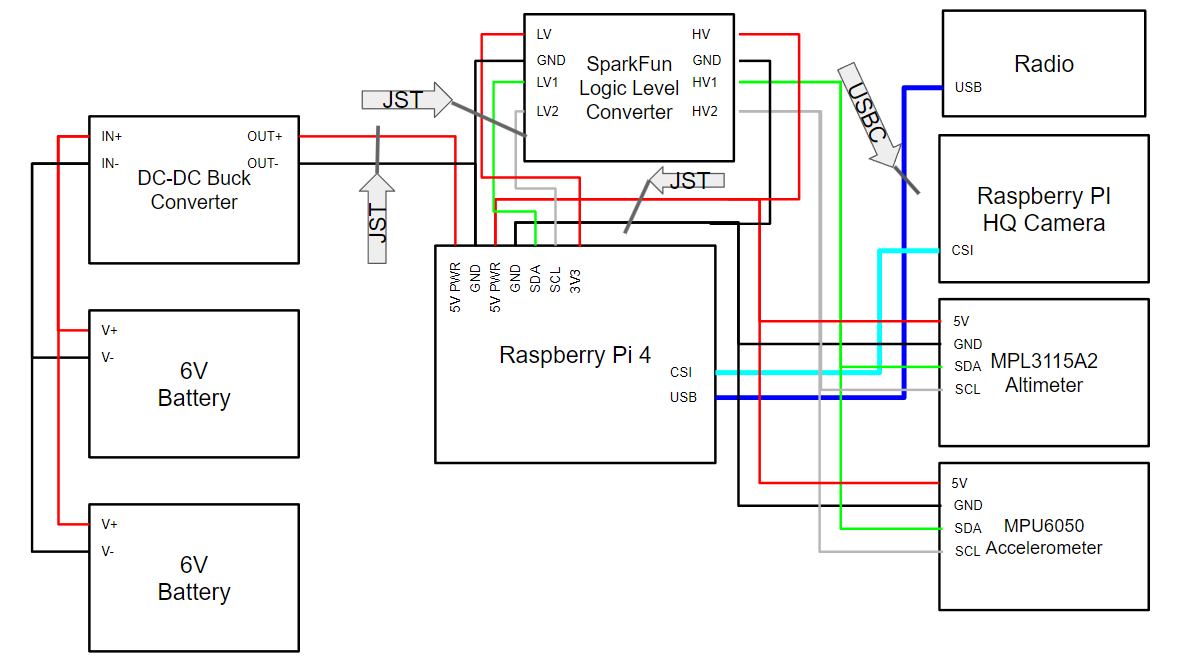 LV
HV
GND
GND
SparkFun
Logic Level
Converter
LV1
HV1
LV2
HV2
Radio
USB
JST
USBC
IN+
OUT+
IN-
OUT-
DC-DC Buck
Converter
JST
JST
Raspberry PI
HQ Camera
CSI
5V PWR
GND
5V PWR
GND
SDA
SCL
3V3
Raspberry Pi 4
CSI
USB
V+
V-
6V
Battery
5V
GND
SDA
SCL
MPL3115A2
Altimeter
V+
V-
6V
Battery
5V
GND
SDA
SCL
MPU6050
Accelerometer